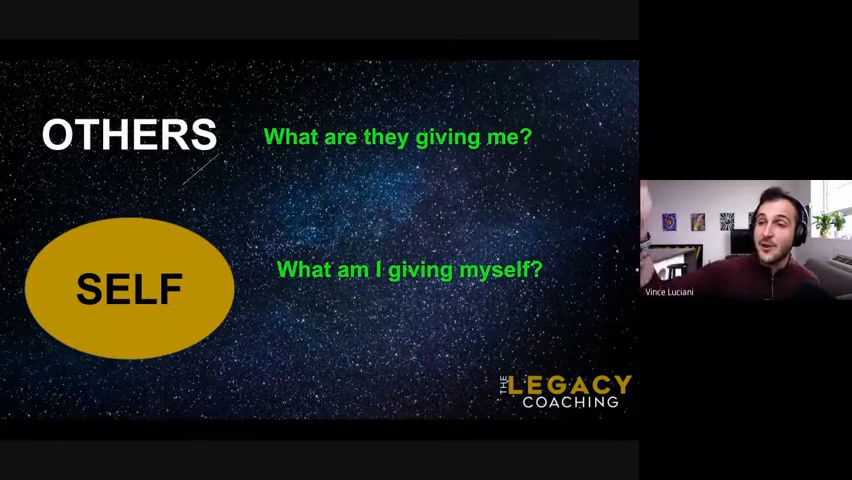 OTHERS
What are they giving me?
SELF
What am I giving myself?
THE LEGACY
COACHING
Vince Luciani